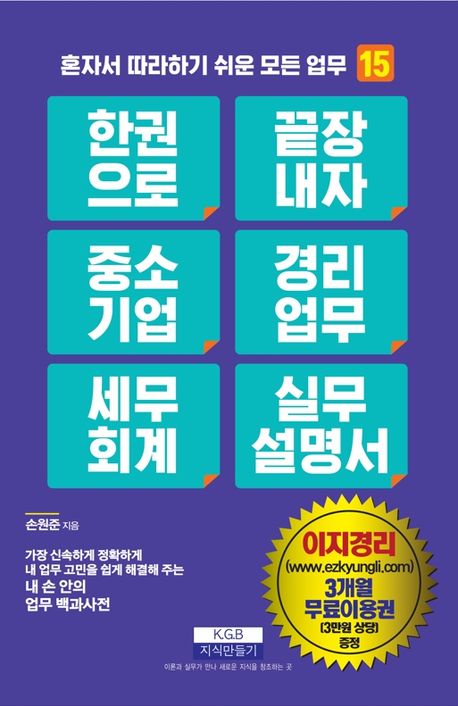 혼자서 따라하기 쉬운 모든 업무 15
한권
으로
끝장
내자
중소
기업
경리
업무
세무
회계
실무
설명서
손원준 지음
가장 신속하게 정확하게
내 업무 고민을 쉽게 해결해 주는
내 손 안의
업무 백과사전
이지경리
(www.ezkyungli.com)
3개월
무료이용권
(3만원 상당)
증정
K.G.B
지식만들기
이론과 실무가 만나 새로운 지식을 창조하는 곳